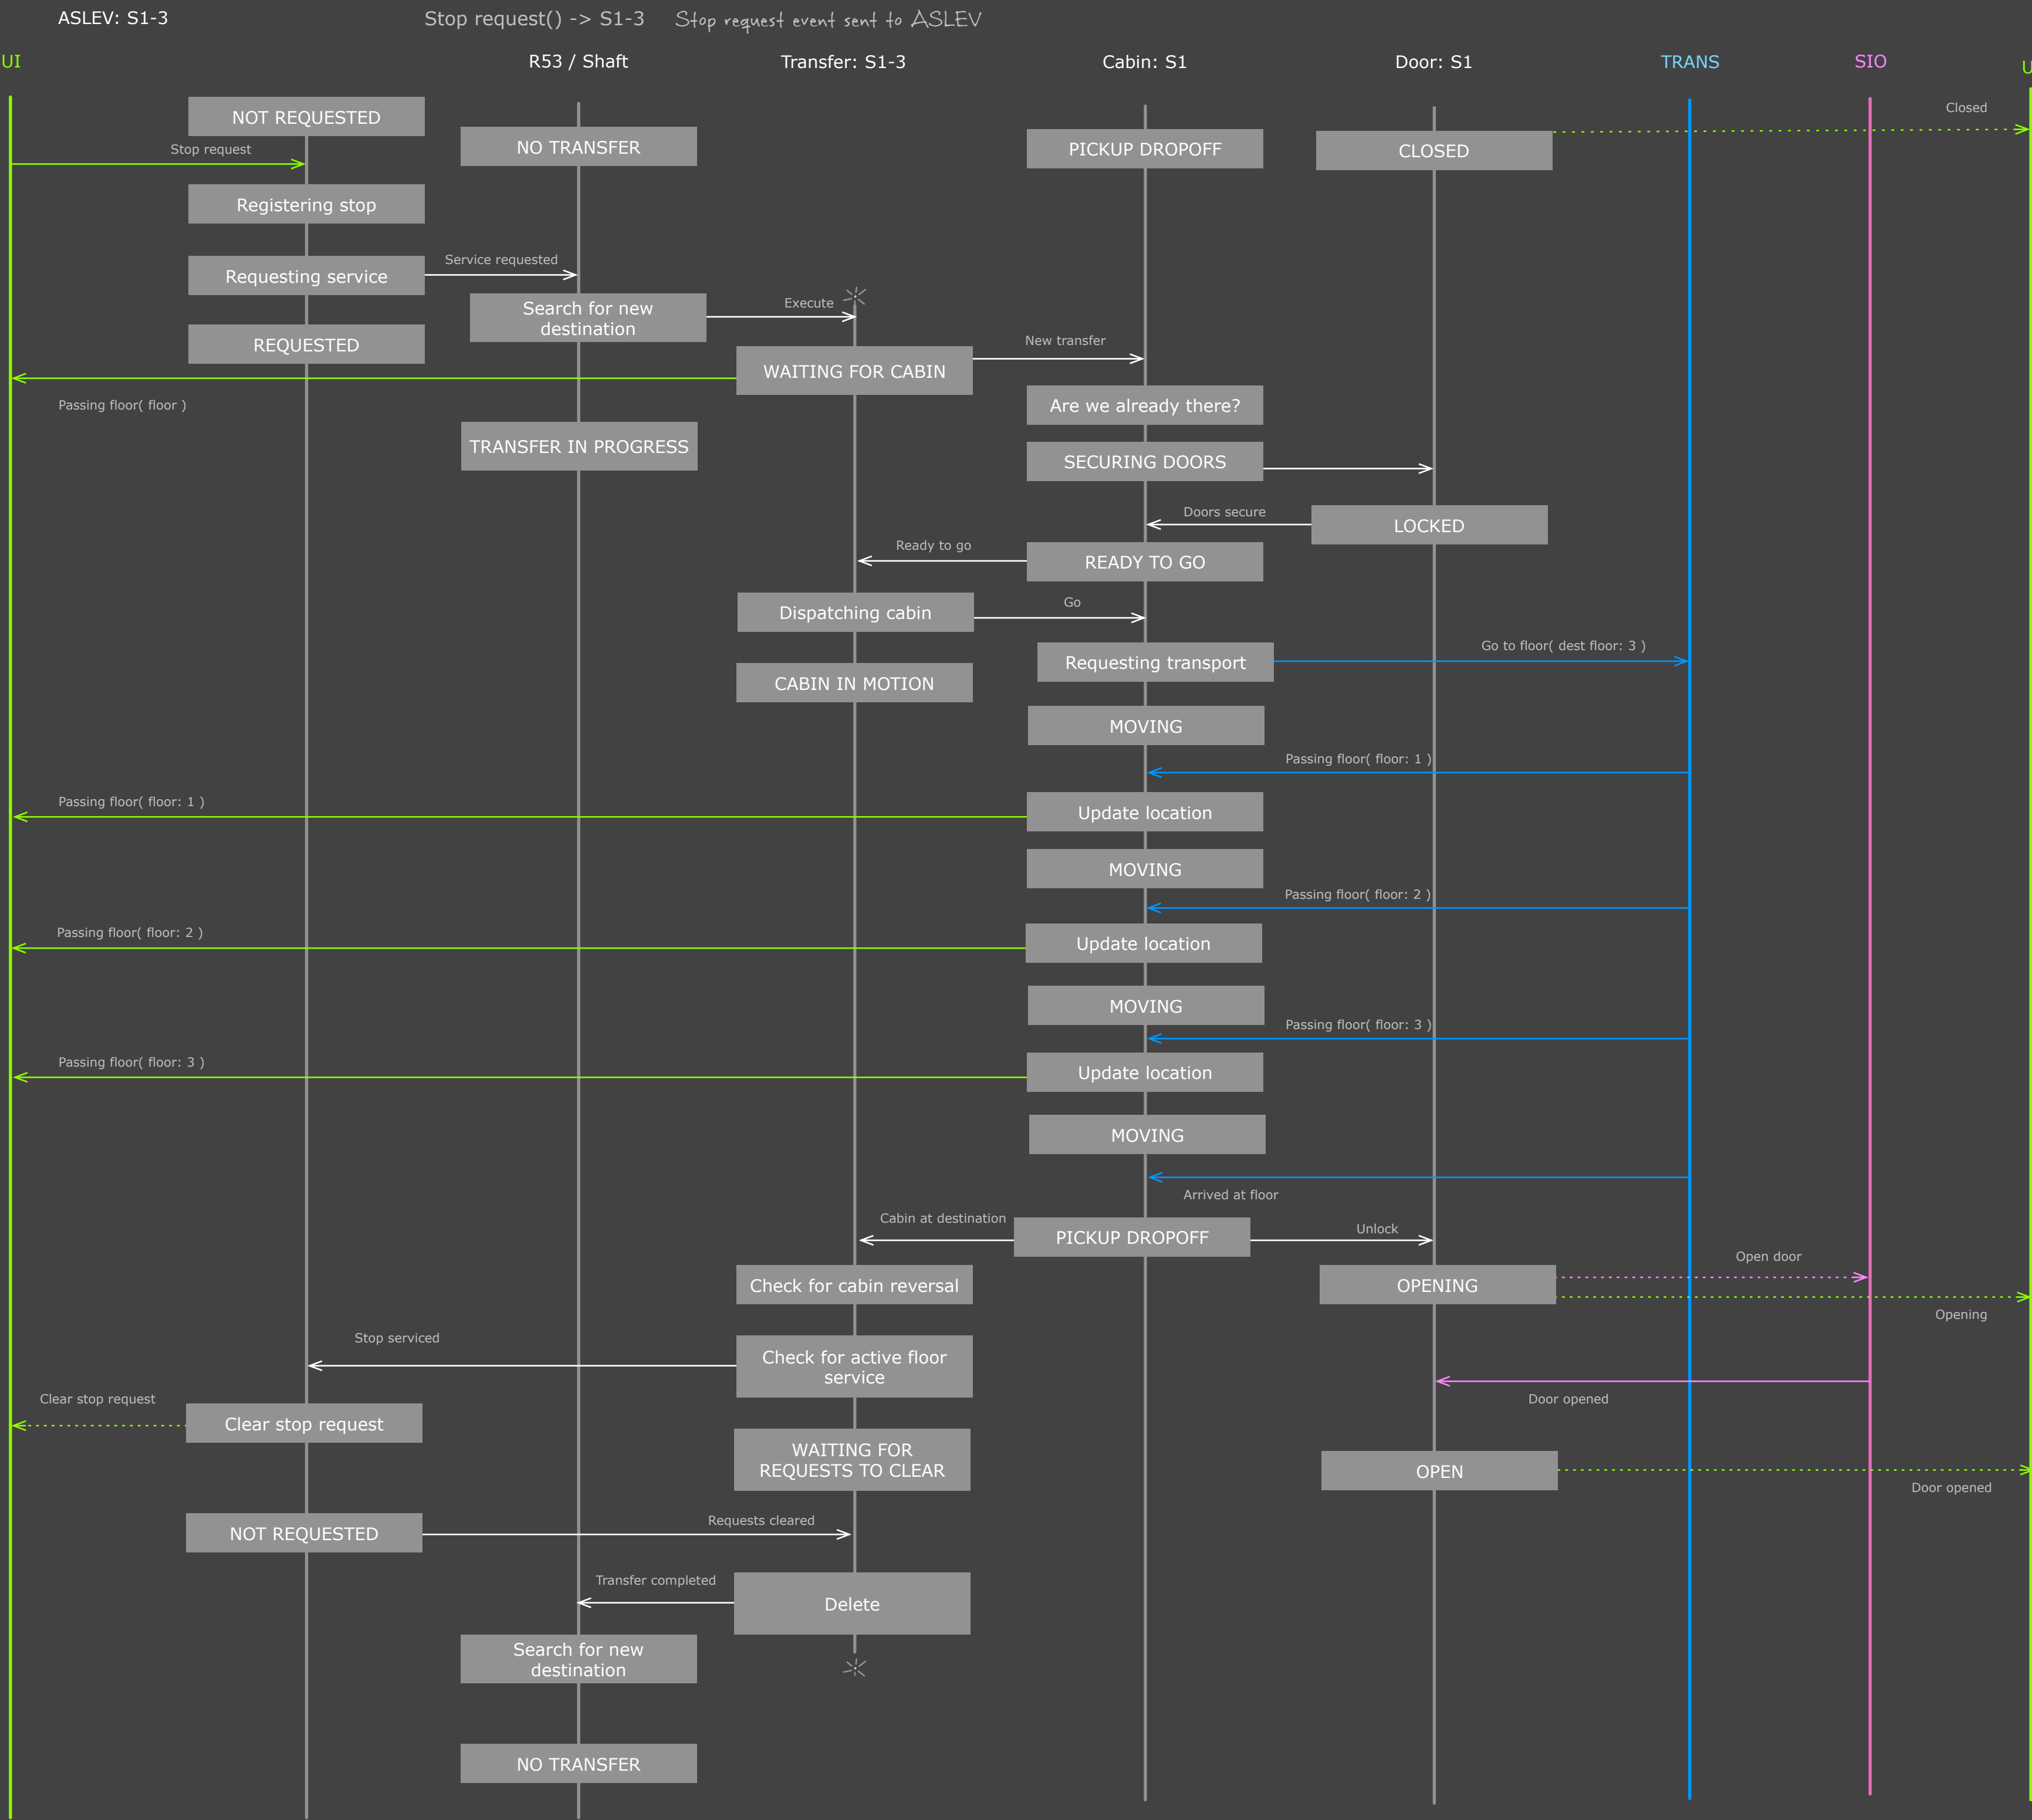 ASLEV: S1-3
Stop request() -> S1-3
Stop request event sent to ASLEV
UI
R53 / Shaft
Transfer: S1-3
Cabin: S1
Door: S1
TRANS
SIO
U
NOT REQUESTED
Closed
Stop request
NO TRANSFER
PICKUP DROPOFF
CLOSED
Registering stop
Service requested
Requesting service
Execute
Search for new
destination
REQUESTED
New transfer
WAITING FOR CABIN
Passing floor( floor )
Are we already there?
TRANSFER IN PROGRESS
SECURING DOORS
Doors secure
LOCKED
Ready to go
READY TO GO
Dispatching cabin
Go
Go to floor( dest floor: 3 )
Requesting transport
CABIN IN MOTION
MOVING
Passing floor( floor: 1 )
Passing floor( floor: 1 )
Update location
MOVING
Passing floor( floor: 2 )
Passing floor( floor: 2 )
Update location
MOVING
Passing floor( floor: 3 )
Passing floor( floor: 3 )
Update location
MOVING
Arrived at floor
Cabin at destination
PICKUP DROPOFF
Unlock
Open door
Check for cabin reversal
OPENING
Opening
Stop serviced
Check for active floor
service
Clear stop request
Door opened
Clear stop request
WAITING FOR
REQUESTS TO CLEAR
OPEN
Door opened
Requests cleared
NOT REQUESTED
Transfer completed
Delete
Search for new
destination
NO TRANSFER